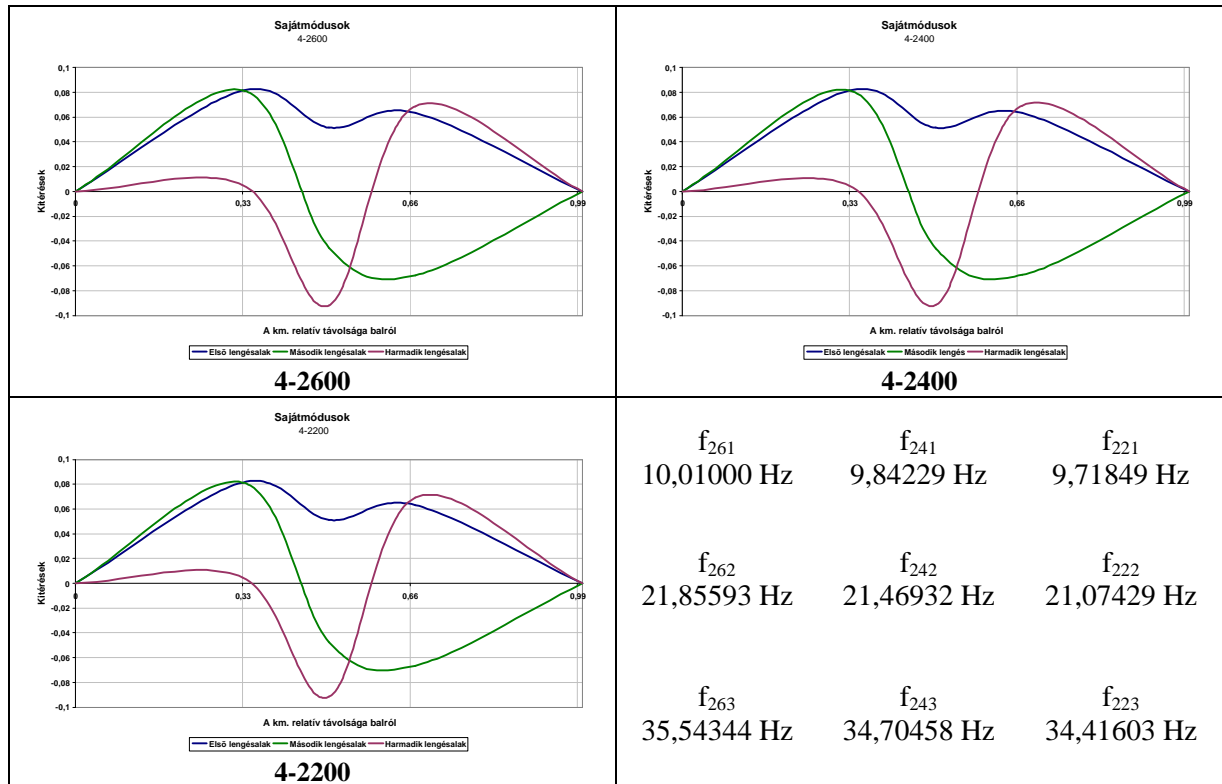 Sajátmódusok
4-2600
0,1
0,08
0,06
0,04
0,02
0
-0,02
-0,04
-0,06
-0,08
-0,1
Kitérések
0 0,33 0,66 0,99
A km. relatív távolsága balról
Elsõ lengésalak Második lengésalak Harmadik lengésalak
4-2600
Sajátmódusok
4-2400
0,1
0,08
0,06
0,04
0,02
0
-0,02
-0,04
-0,06
-0,08
-0,1
Kitérések
0 0,33 0,66 0,99
A km. relatív távolsága balról
Elsõ lengésalak Második lengés Harmadik lengésalak
4-2400
Sajátmódusok
4-2200
0,1
0,08
0,06
0,04
0,02
0
-0,02
-0,04
-0,06
-0,08
-0,1
Kitérések
0 0,33 0,66 0,99
A km. relatív távolsága balról
Elsõ lengésalak Második lengésalak Harmadik lengésalak
4-2200
f261 f241 f221
10,01000 Hz 9,84229 Hz 9,71849 Hz
f262 f242 f222
21,85593 Hz 21,46932 Hz 21,07429 Hz
f263 f243 f223
35,54344 Hz 34,70458 Hz 34,41603 Hz